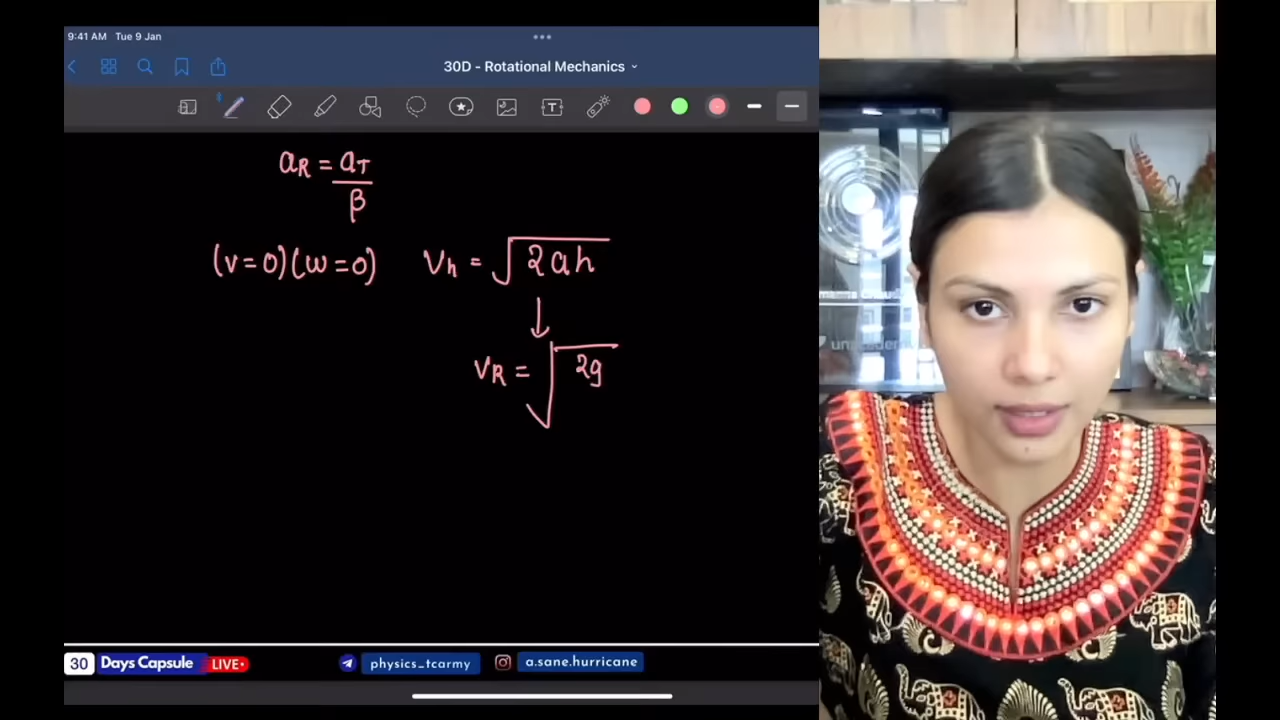 9:41 AM Tue 9 Jan
30D - Rotational Mechanics
aR = aT/β
(v=0)(w=0) Vh = √2ah
↓
VR = √2g
30 Days Capsule LIVE
physics_tcarmy
a.sane.hurricane